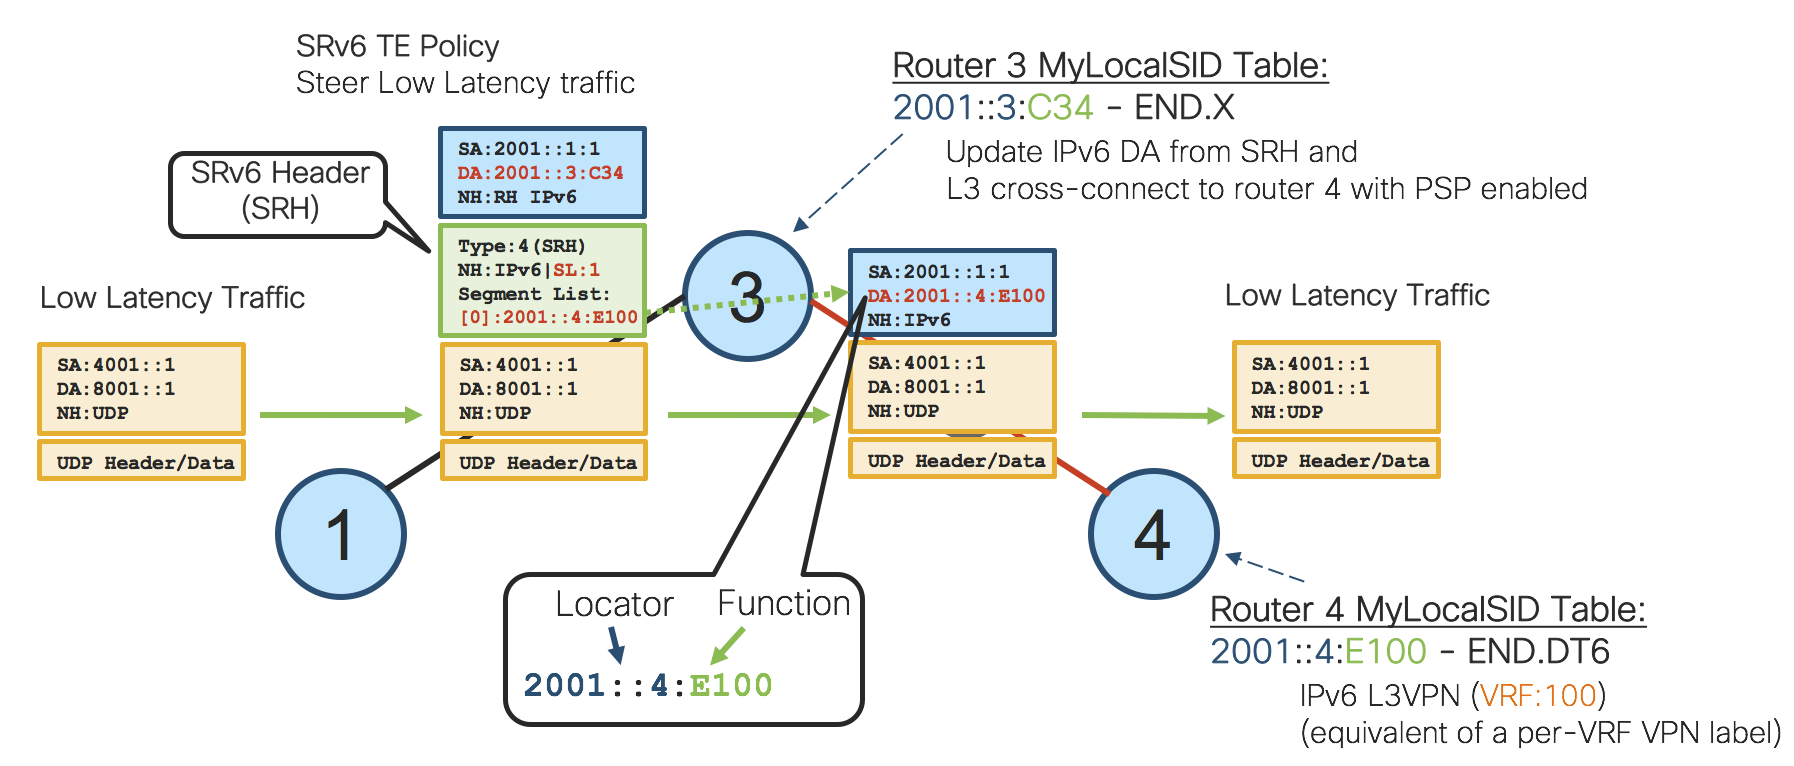 SRv6 TE Policy
Steer Low Latency traffic
Router 3 MyLocalSID Table:
2001::3:C34 - END.X
Update IPv6 DA from SRH and
L3 cross-connect to router 4 with PSP enabled
SRv6 Header
(SRH)
SA:2001::1:1
DA:2001::3:C34
NH:RH IPv6
Type:4(SRH)
NH:IPv6|SL:1
Segment List:
[0]:2001::4:E100
3
Low Latency Traffic
SA:4001::1
DA:8001::1
NH:UDP
UDP Header/Data
SA:4001::1
DA:8001::1
NH:UDP
UDP Header/Data
SA:2001::1:1
DA:2001::4:E100
NH:IPv6
SA:4001::1
DA:8001::1
NH:UDP
UDP Header/Data
Low Latency Traffic
SA:4001::1
DA:8001::1
NH:UDP
UDP Header/Data
1
4
Locator Function
2001::4:E100
Router 4 MyLocalSID Table:
2001::4:E100 - END.DT6
IPv6 L3VPN (VRF:100)
(equivalent of a per-VRF VPN label)